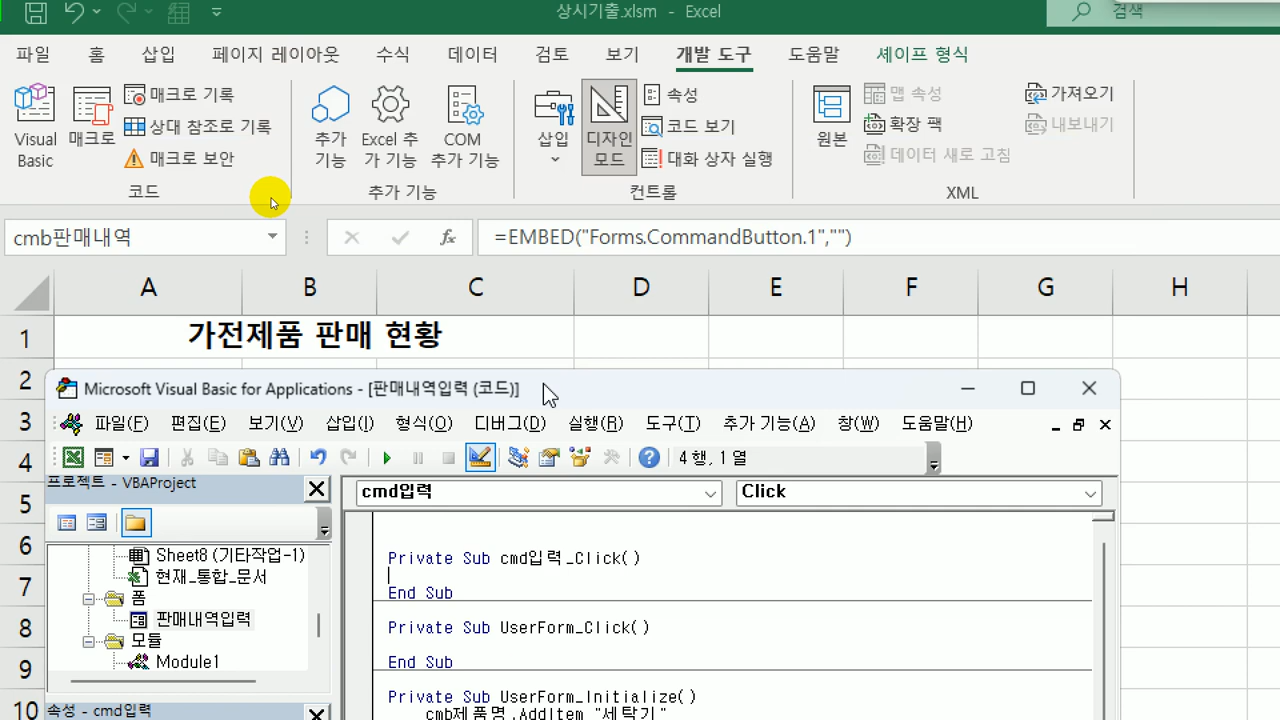 상시기출.xlsm - Excel
검색
파일 홈 삽입 페이지 레이아웃 수식 데이터 검토 보기 개발 도구 도움말 셰이프 형식
Visual Basic
매크로
매크로 기록
상대 참조로 기록
매크로 보안
코드
추가 기능
Excel 추가 기능
COM 추가 기능
추가 기능
삽입
디자인 모드
속성
코드 보기
대화 상자 실행
컨트롤
원본
맵 속성
확장 팩
데이터 새로 고침
가져오기
내보내기
XML
cmb판매내역
fx
=EMBED("Forms.CommandButton.1","")
A B C D E F G H
1 가전제품 판매 현황
2
3
4
5
6
7
8
9
10
Microsoft Visual Basic for Applications - [판매내역입력 (코드)]
파일(F) 편집(E) 보기(V) 삽입(I) 형식(O) 디버그(D) 실행(R) 도구(T) 추가 기능(A) 창(W) 도움말(H)
4 행, 1 열
프로젝트 - VBAProject
Sheet8 (기타작업-1)
현재_통합_문서
폼
판매내역입력
모듈
Module1
속성 - cmd입력
cmd입력
Click
Private Sub cmd입력_Click()
End Sub
Private Sub UserForm_Click()
End Sub
Private Sub UserForm_Initialize()
cmb제품명.AddItem "세탁기"